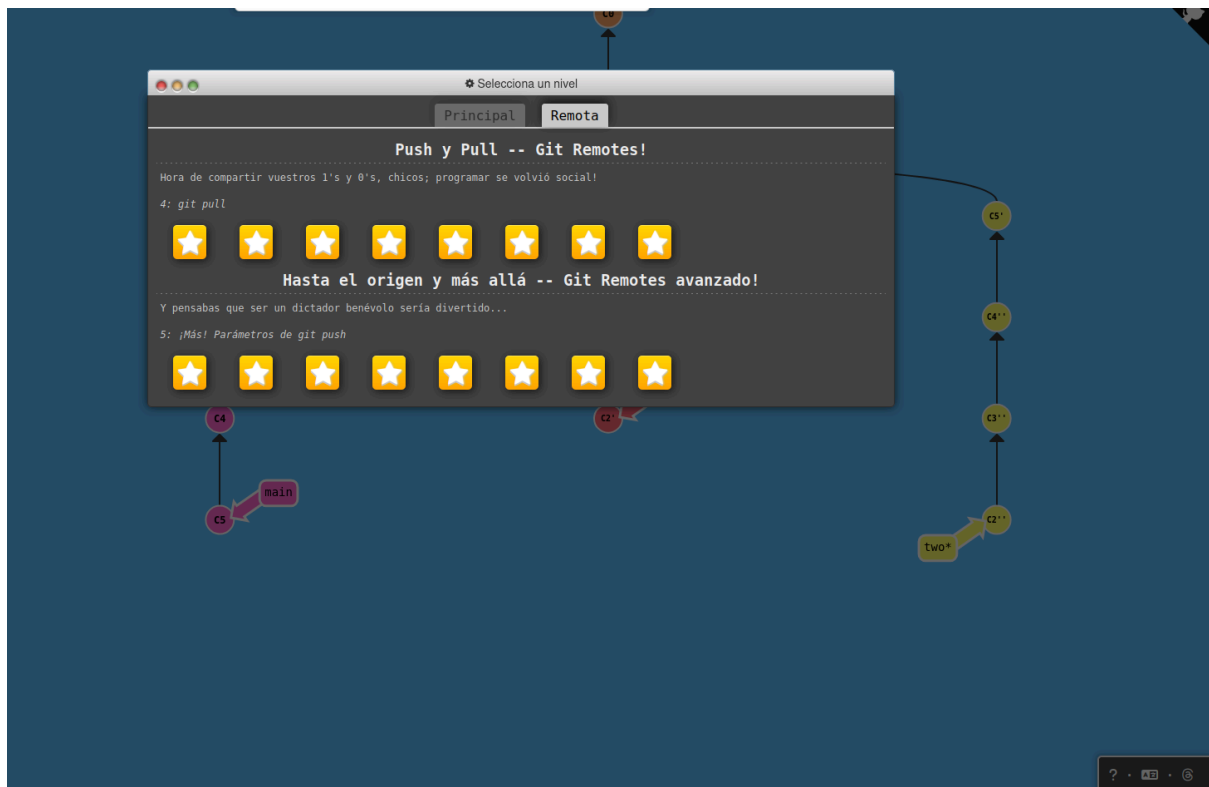 C0
Selecciona un nivel
Principal Remota
Push y Pull -- Git Remotes!
Hora de compartir vuestros 1's y 0's, chicos; programar se volvió social!
4: git pull
Hasta el origen y más allá -- Git Remotes avanzado!
Y pensabas que ser un dictador benévolo sería divertido...
5: ¡Más! Parámetros de git push
C5'
C4''
C4
C2'
C3''
main
C5
C2''
two*
? · ·